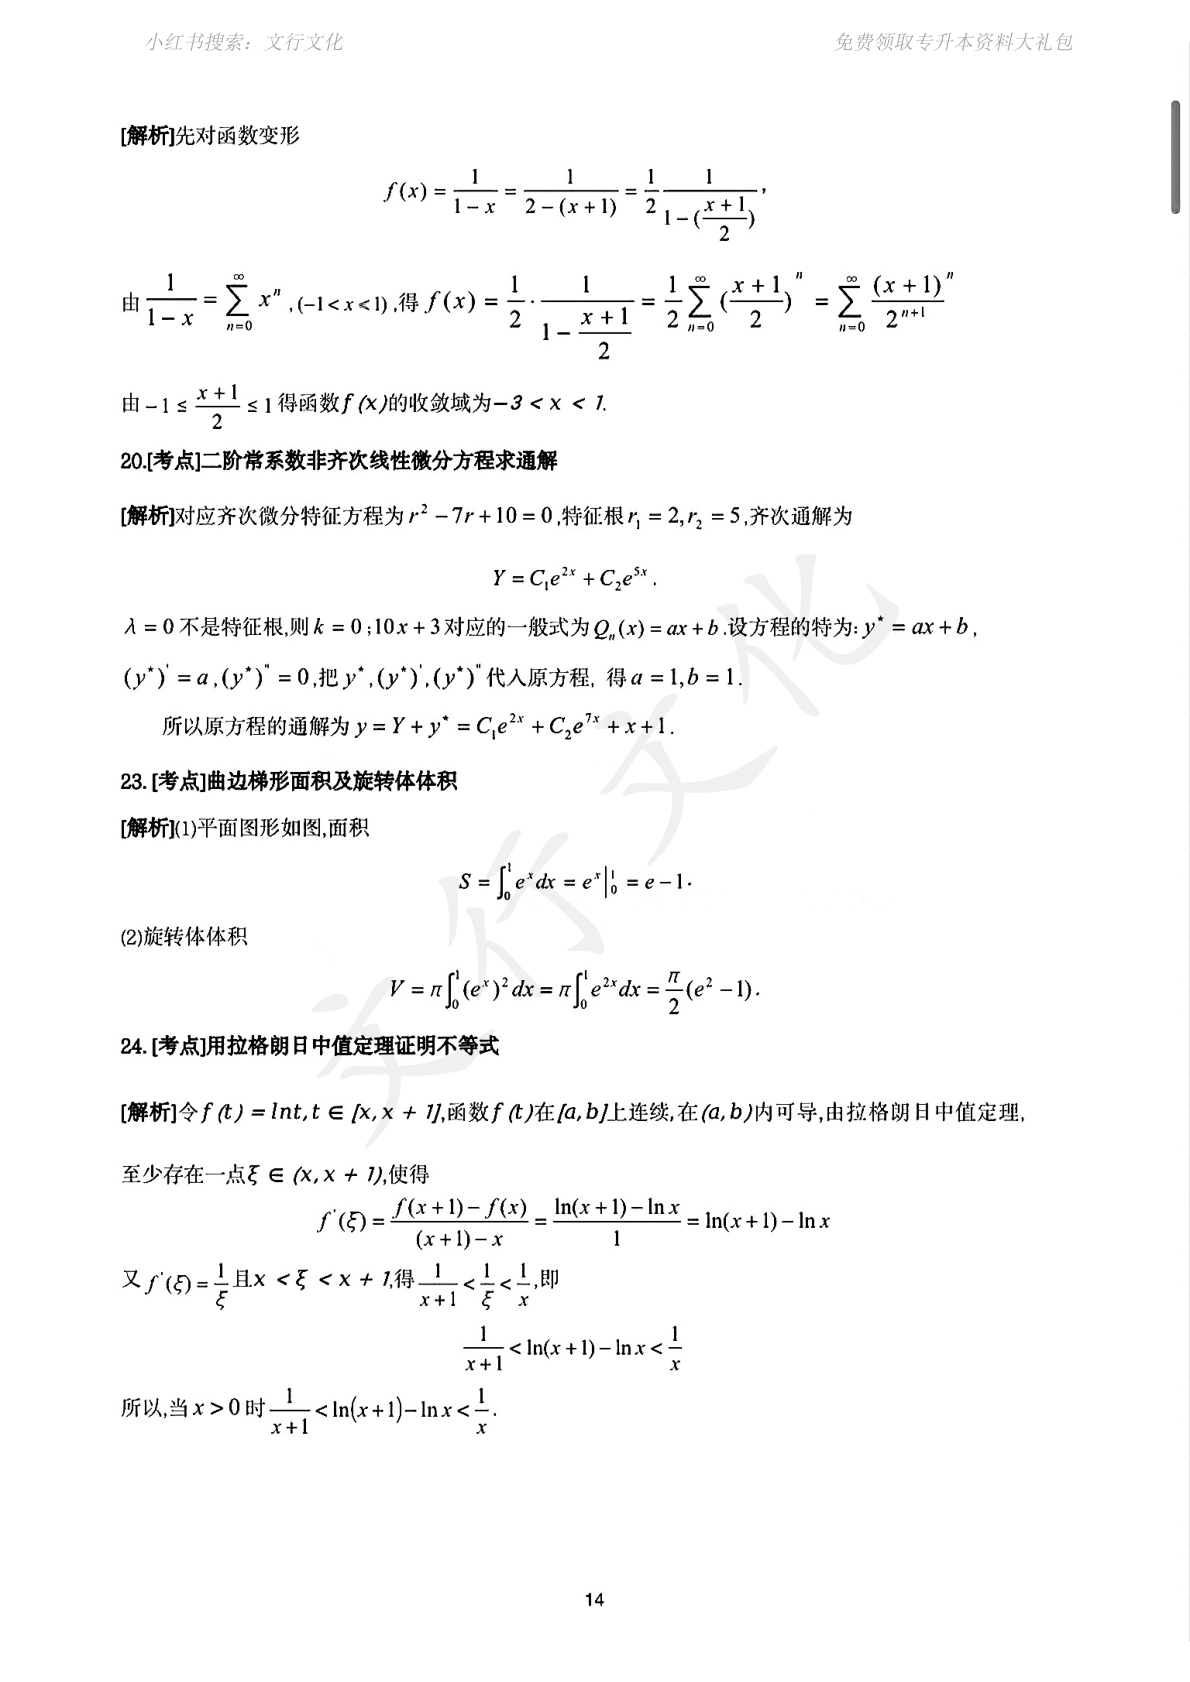 小红书搜索：文行文化 免费领取专升本资料大礼包
[解析]先对函数变形
f(x) = 1/(1−x) = 1/(2−(x+1)) = 1/2 · 1/(1−((x+1)/2)),
由 1/(1−x) = ∑_{n=0}^{∞} x^n ,(−1<x≤1) ,得 f(x) = 1/2 · 1/(1−(x+1)/2) = 1/2 ∑_{n=0}^{∞} ((x+1)/2)^n = ∑_{n=0}^{∞} (x+1)^n/2^{n+1}
由 −1 ≤ (x+1)/2 ≤ 1 得函数f (x)的收敛域为−3 < x < 1.
20.[考点]二阶常系数非齐次线性微分方程求通解
[解析]对应齐次微分特征方程为 r² − 7r + 10 = 0 ,特征根 r₁ = 2, r₂ = 5 ,齐次通解为
Y = C₁e^{2x} + C₂e^{5x} .
λ = 0 不是特征根,则 k = 0 ; 10x + 3 对应的一般式为 Qₙ(x) = ax + b .设方程的特为: y* = ax + b ,
(y*)' = a , (y*)" = 0 ,把 y* , (y*)' , (y*)" 代入原方程, 得 a = 1, b = 1 .
所以原方程的通解为 y = Y + y* = C₁e^{2x} + C₂e^{7x} + x + 1 .
23. [考点]曲边梯形面积及旋转体体积
[解析](1)平面图形如图,面积
S = ∫₀¹ e^x dx = e^x |₀¹ = e − 1 .
(2)旋转体体积
V = π∫₀¹ (e^x)² dx = π∫₀¹ e^{2x} dx = π/2 (e² − 1) .
24. [考点]用拉格朗日中值定理证明不等式
[解析]令 f (t) = lnt, t ∈ [x, x + 1],函数f (t)在[a, b]上连续,在(a, b)内可导,由拉格朗日中值定理,
至少存在一点ξ ∈ (x, x + 1),使得
f'(ξ) = (f(x+1) − f(x))/((x+1) − x) = (ln(x+1) − ln x)/1 = ln(x+1) − ln x
又 f'(ξ) = 1/ξ 且x < ξ < x + 1,得 1/(x+1) < 1/ξ < 1/x ,即
1/(x+1) < ln(x+1) − ln x < 1/x
所以,当 x > 0 时 1/(x+1) < ln(x+1) − ln x < 1/x .
文行文化
14